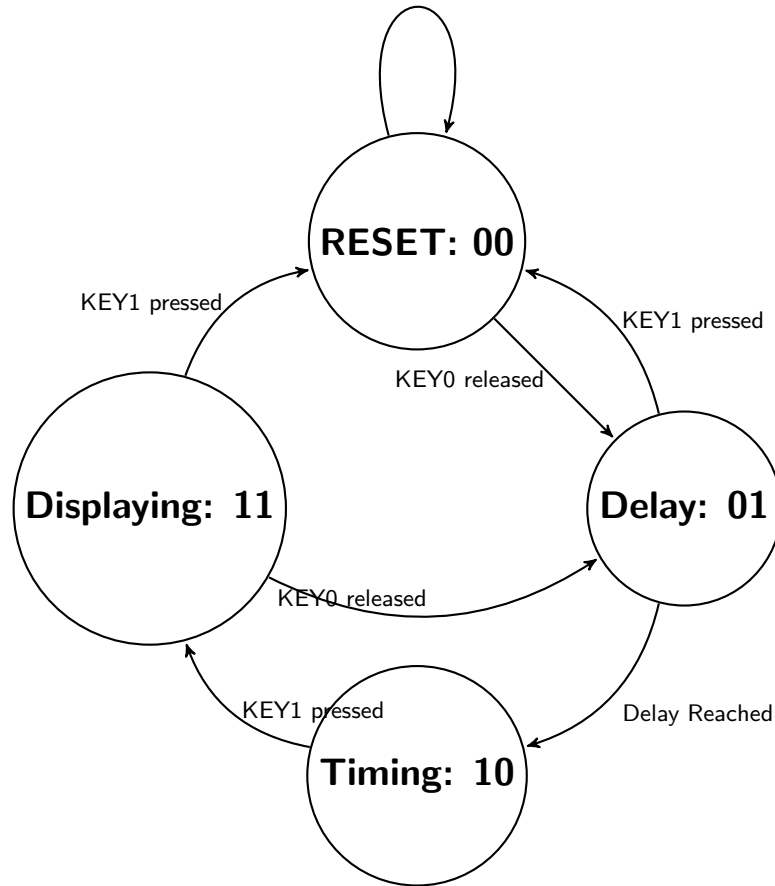 RESET: 00
KEY1 pressed
KEY1 pressed
KEY0 released
Displaying: 11
Delay: 01
KEY0 released
KEY1 pressed
Delay Reached
Timing: 10